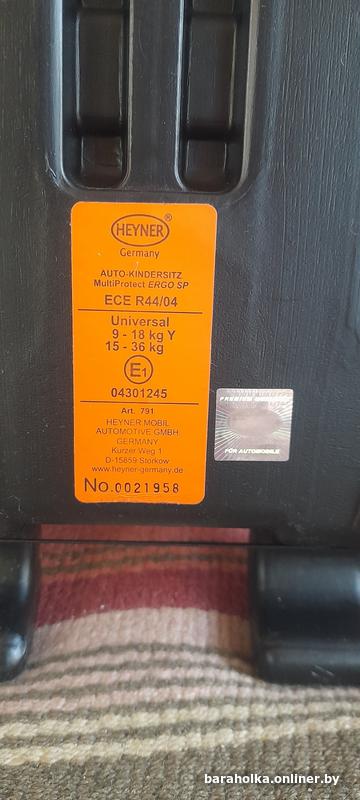 HEYNER®
Germany
AUTO-KINDERSITZ
MultiProtect ERGO SP
ECE R44/04
Universal
9 - 18 kg Y
15 - 36 kg
E1
04301245
Art. 791
HEYNER MOBIL
AUTOMOTIVE GMBH
GERMANY
Kurzer Weg 1
D-15859 Storkow
www.heyner-germany.de
No.0021958
PREMIUM
FÜR AUTOMOBILE
baraholka.onliner.by